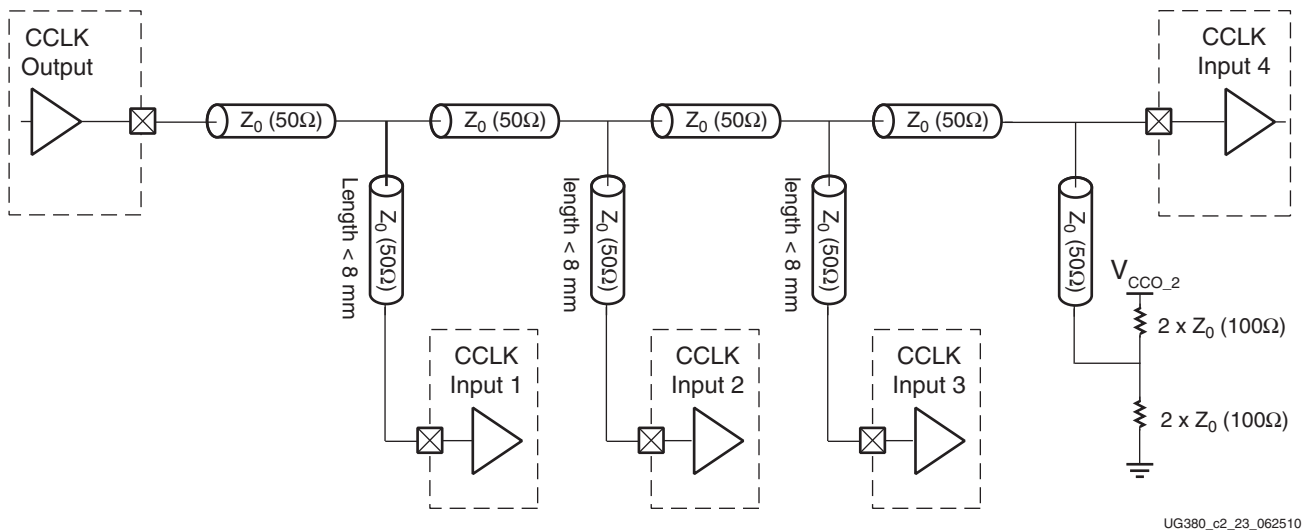 CCLK
Output
CCLK
Input 4
Z₀ (50Ω)
Z₀ (50Ω)
Z₀ (50Ω)
Z₀ (50Ω)
Length < 8 mm
Z₀ (50Ω)
length < 8 mm
Z₀ (50Ω)
length < 8 mm
Z₀ (50Ω)
Z₀ (50Ω)
V_CCO_2
2 x Z₀ (100Ω)
2 x Z₀ (100Ω)
CCLK
Input 1
CCLK
Input 2
CCLK
Input 3
UG380_c2_23_062510